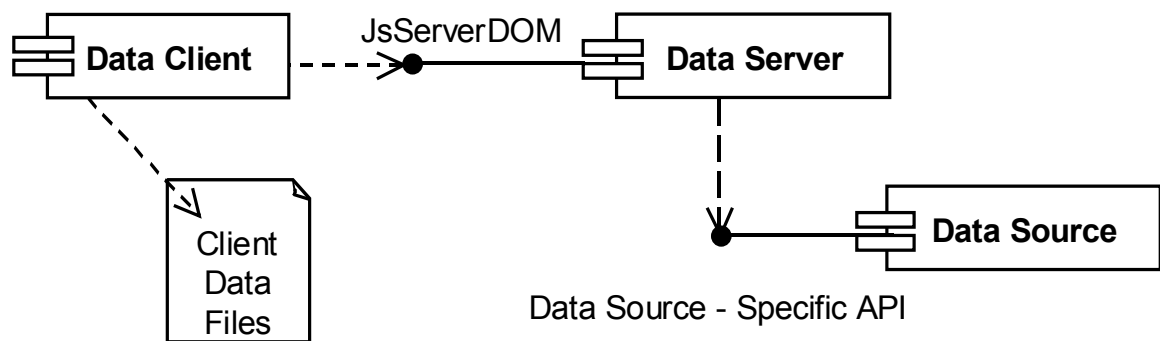 JsServerDOM
Data Client
Data Server
Client
Data
Files
Data Source
Data Source - Specific API